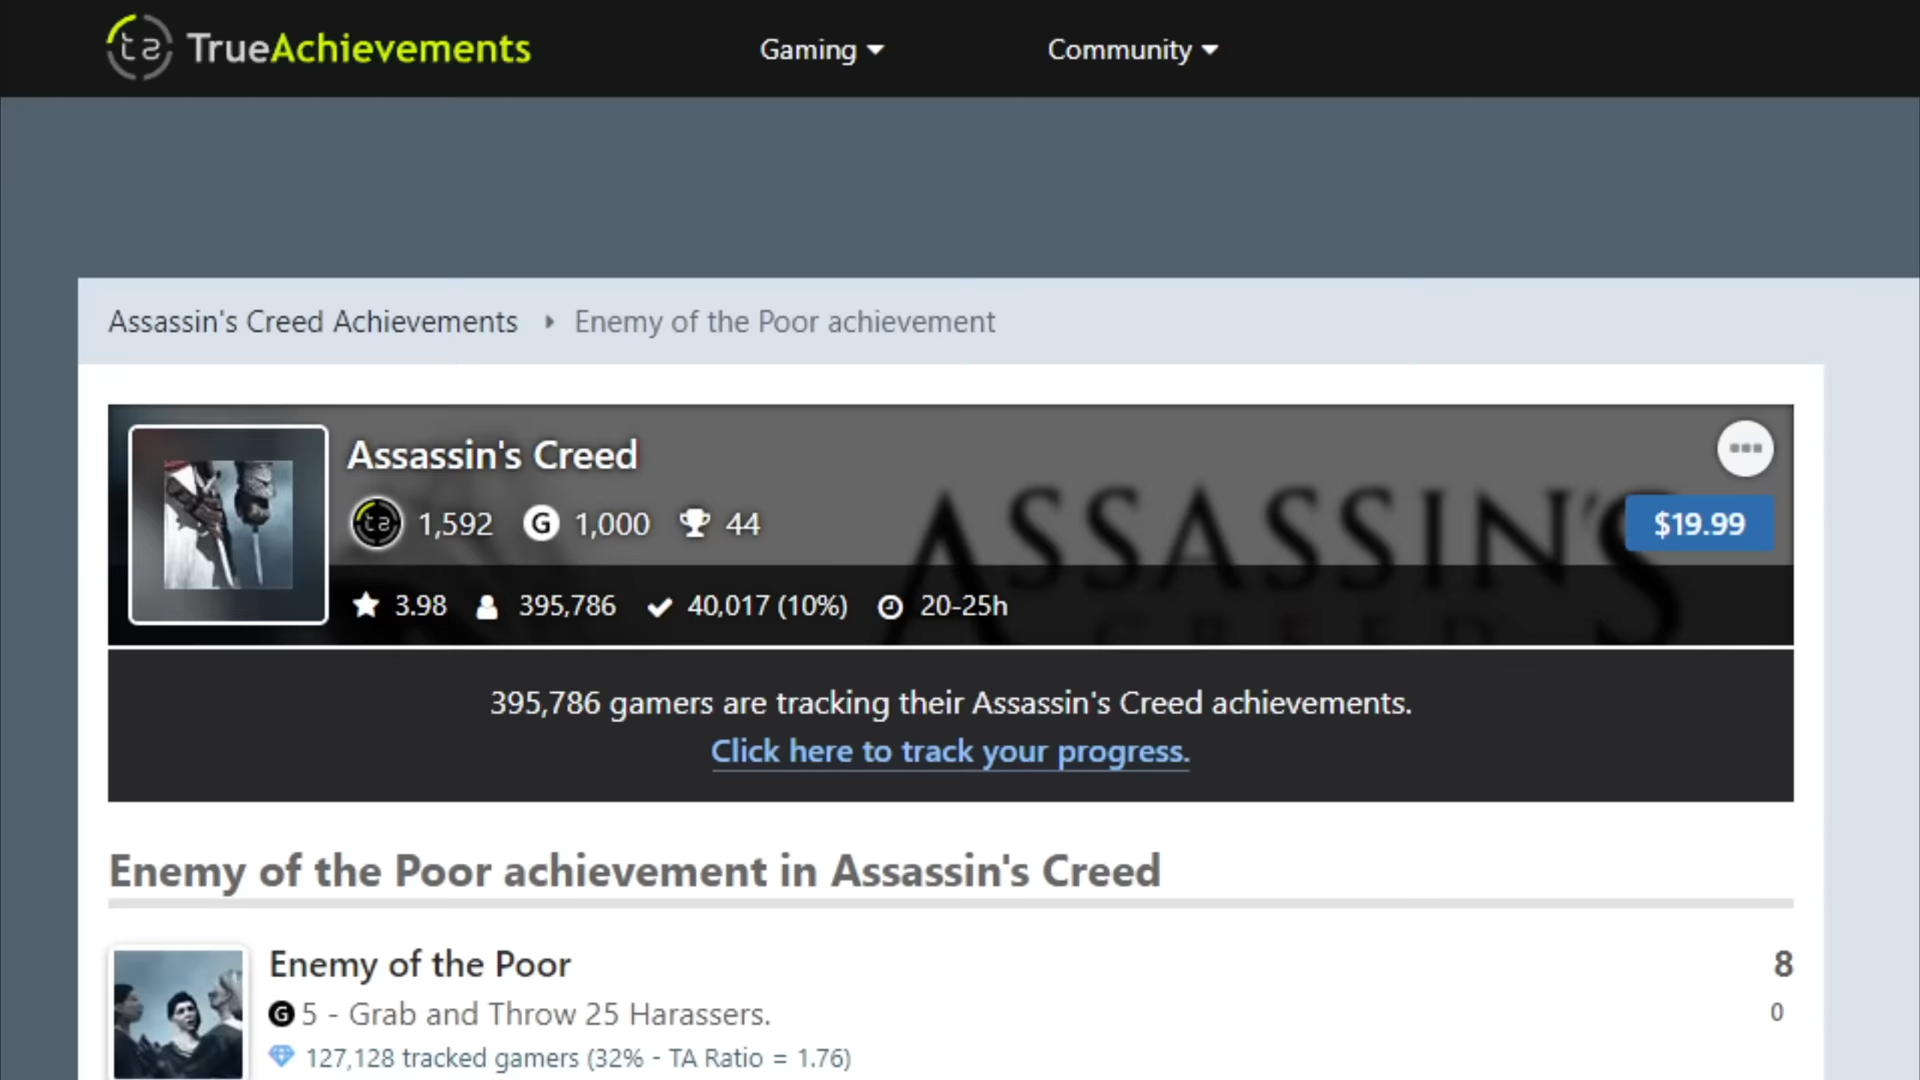 TrueAchievements
Gaming
Community
Assassin's Creed Achievements
Enemy of the Poor achievement
Assassin's Creed
1,592 G 1,000 44
$19.99
ASSASSIN'S
CREED
3.98 395,786 40,017 (10%) 20-25h
395,786 gamers are tracking their Assassin's Creed achievements.
Click here to track your progress.
Enemy of the Poor achievement in Assassin's Creed
Enemy of the Poor
8
G 5 - Grab and Throw 25 Harassers.
0
127,128 tracked gamers (32% - TA Ratio = 1.76)